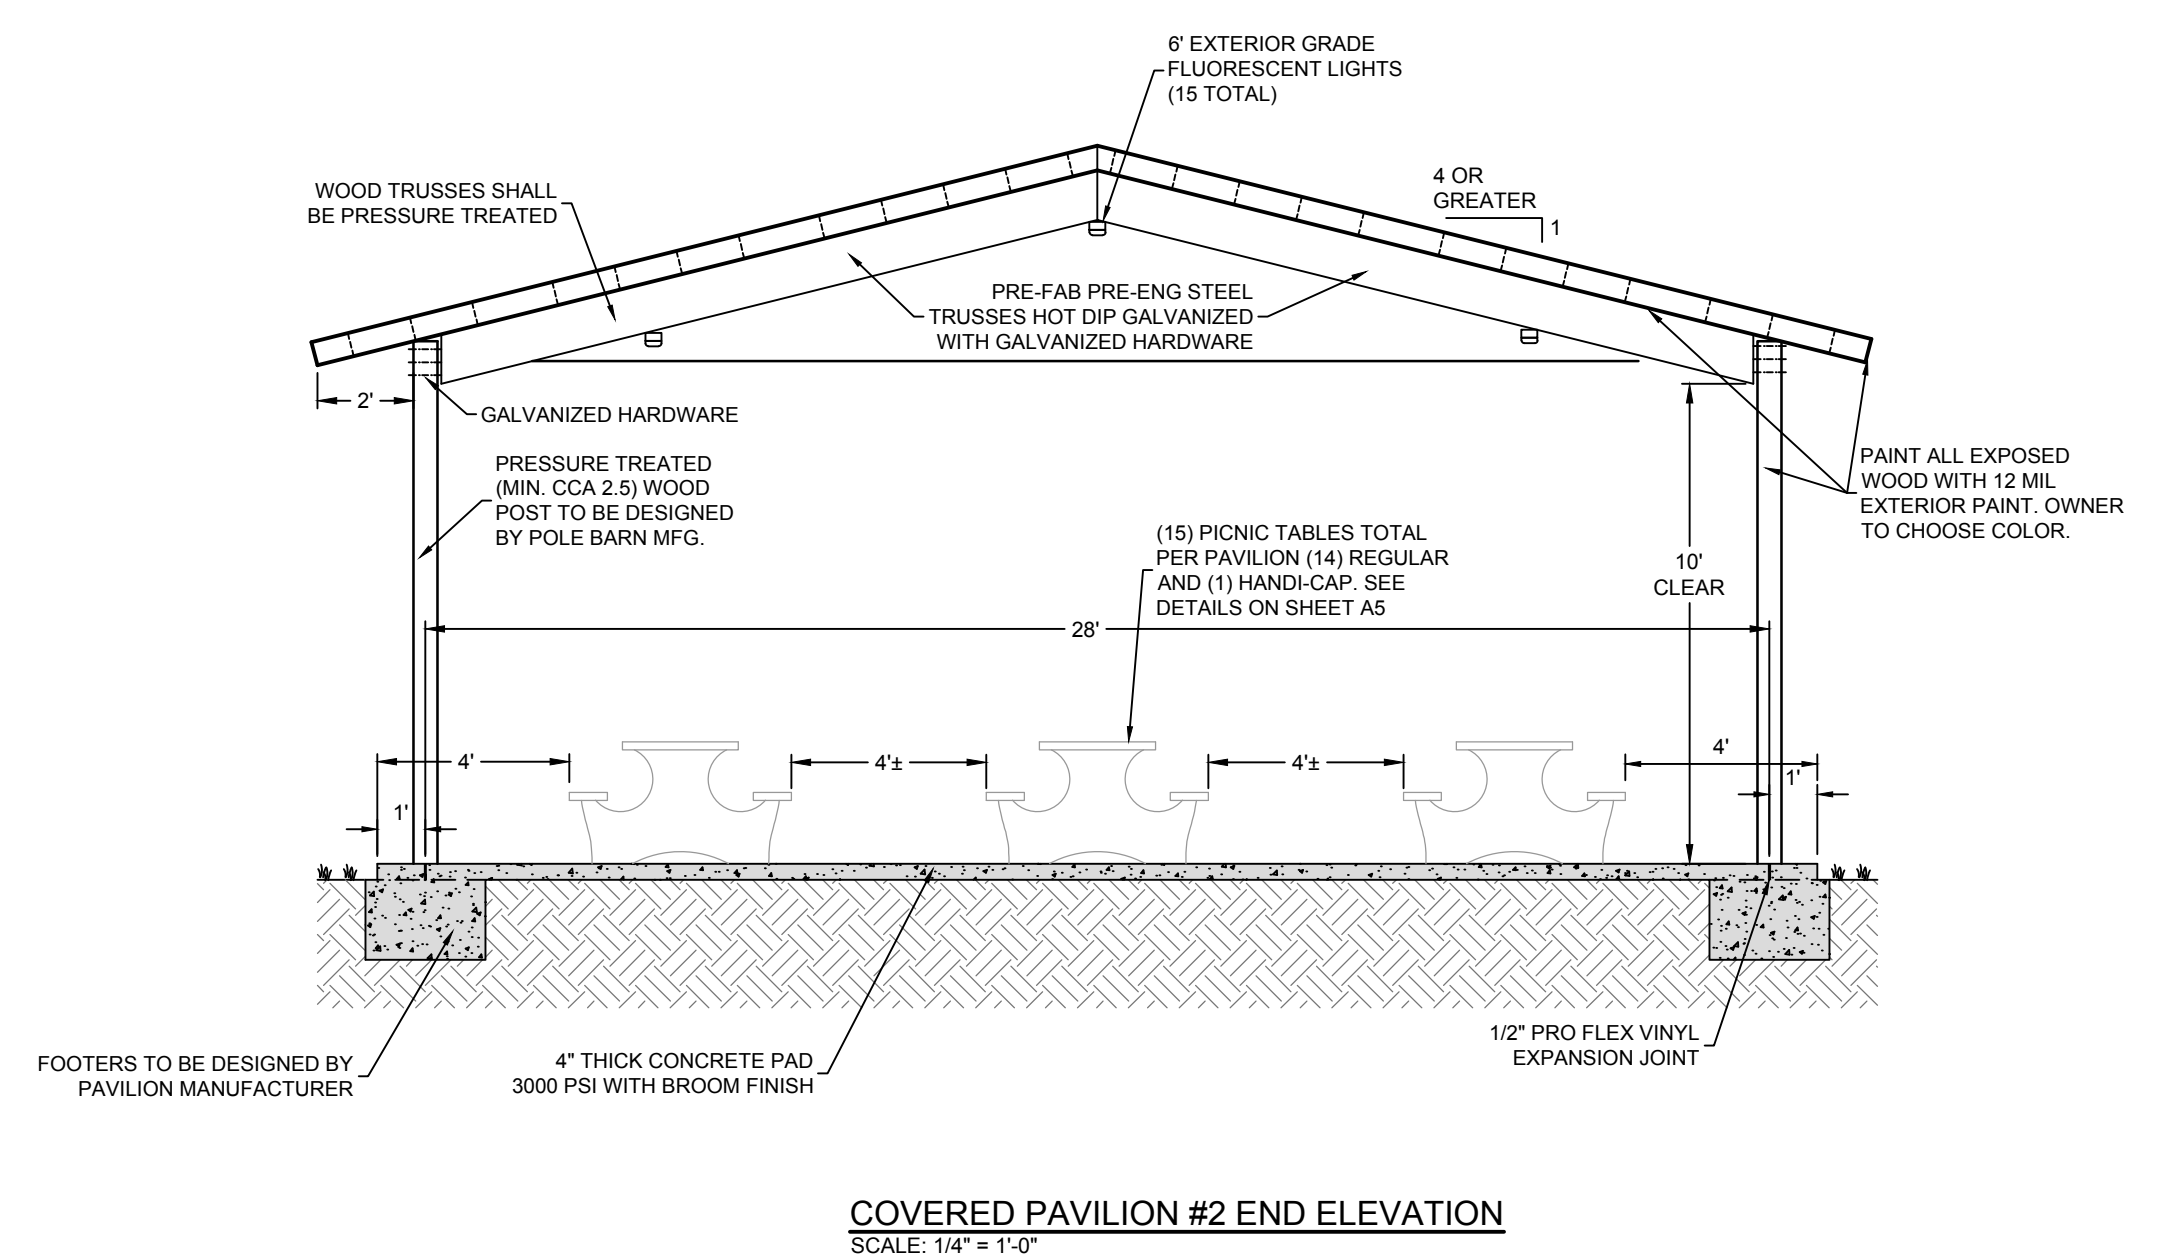 6' EXTERIOR GRADE
FLUORESCENT LIGHTS
(15 TOTAL)
WOOD TRUSSES SHALL
BE PRESSURE TREATED
4 OR
GREATER
1
PRE-FAB PRE-ENG STEEL
TRUSSES HOT DIP GALVANIZED
WITH GALVANIZED HARDWARE
2'
GALVANIZED HARDWARE
PRESSURE TREATED
(MIN. CCA 2.5) WOOD
POST TO BE DESIGNED
BY POLE BARN MFG.
PAINT ALL EXPOSED
WOOD WITH 12 MIL
EXTERIOR PAINT. OWNER
TO CHOOSE COLOR.
(15) PICNIC TABLES TOTAL
PER PAVILION (14) REGULAR
AND (1) HANDI-CAP. SEE
DETAILS ON SHEET A5
10'
CLEAR
28'
4'
4'±
4'±
4'
1'
1'
FOOTERS TO BE DESIGNED BY
PAVILION MANUFACTURER
4" THICK CONCRETE PAD
3000 PSI WITH BROOM FINISH
1/2" PRO FLEX VINYL
EXPANSION JOINT
COVERED PAVILION #2 END ELEVATION
SCALE: 1/4" = 1'-0"